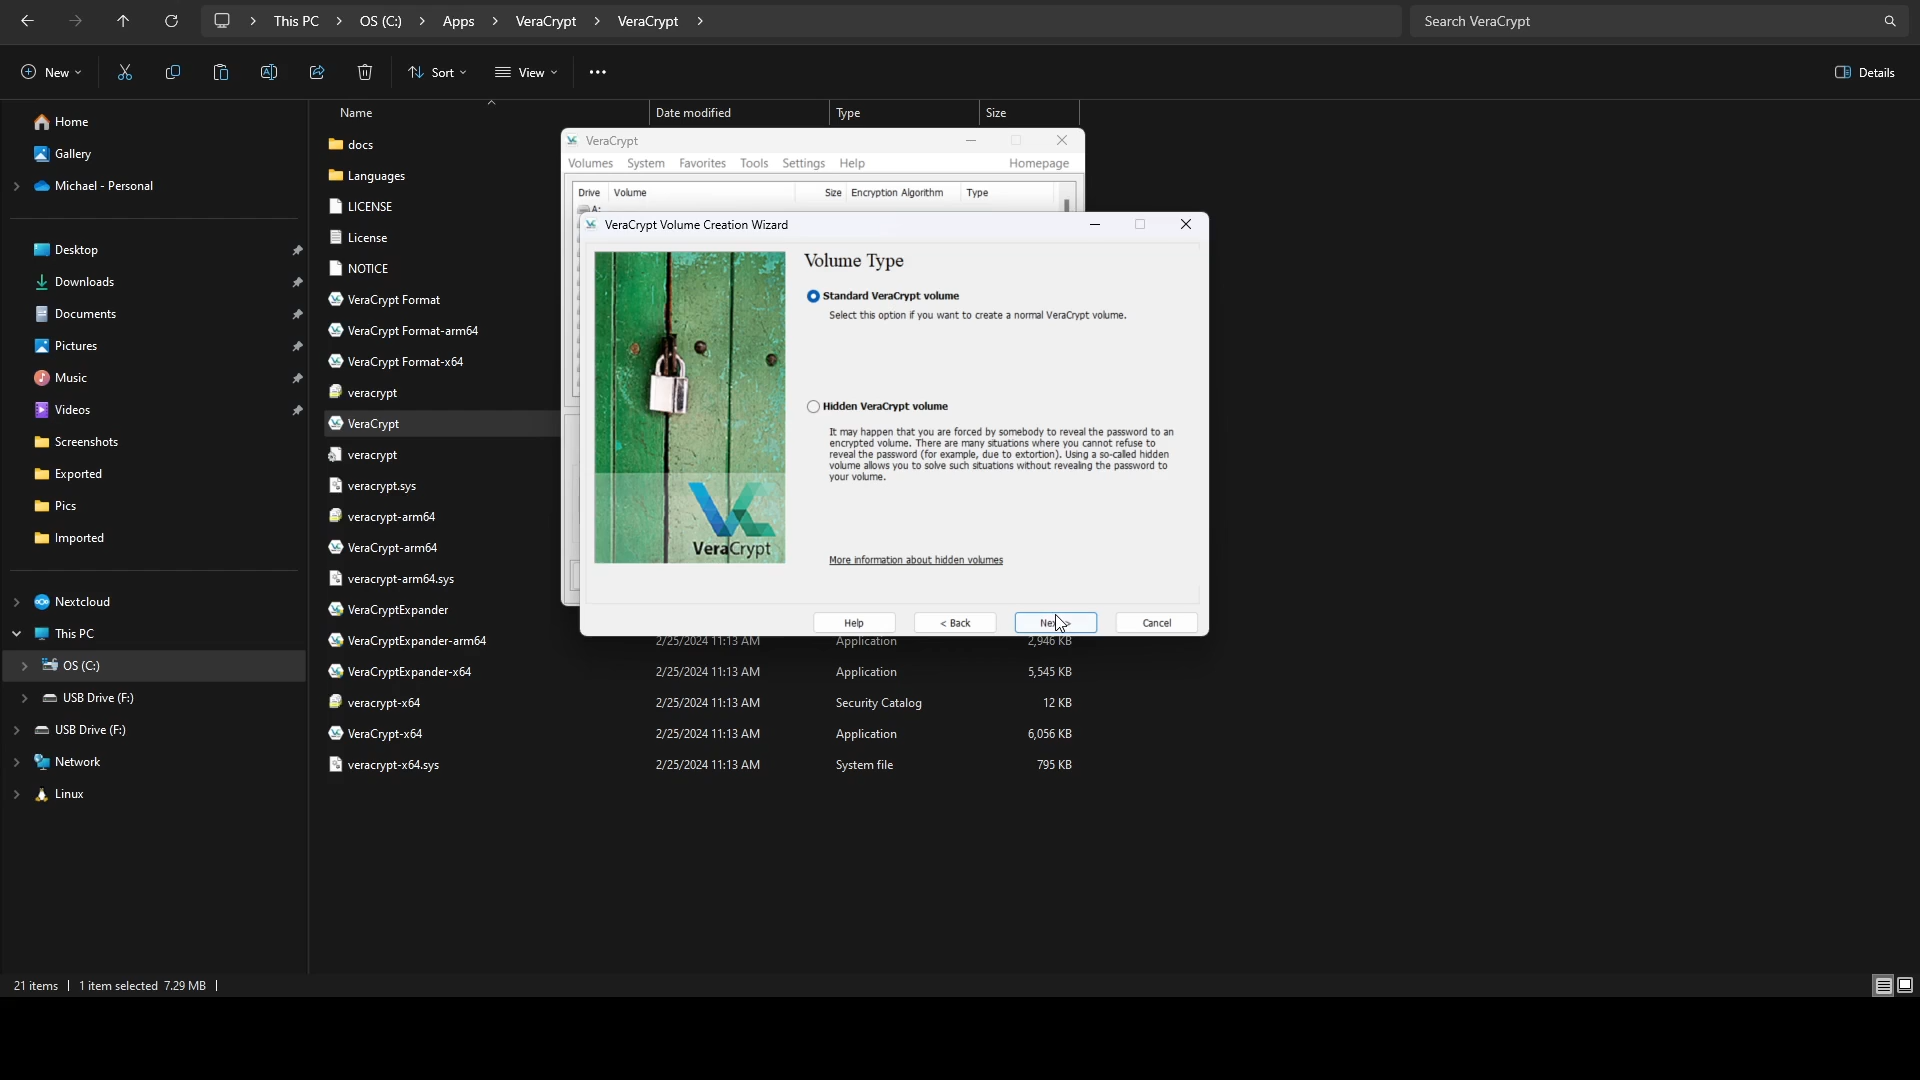 This PC > OS (C:) > Apps > VeraCrypt > VeraCrypt >
Search VeraCrypt
New
Sort
View
Details
Home
Gallery
Michael - Personal
Desktop
Downloads
Documents
Pictures
Music
Videos
Screenshots
Exported
Pics
Imported
Nextcloud
This PC
OS (C:)
USB Drive (F:)
USB Drive (F:)
Network
Linux
Name Date modified Type Size
docs
Languages
LICENSE
License
NOTICE
VeraCrypt Format
VeraCrypt Format-arm64
VeraCrypt Format-x64
veracrypt
VeraCrypt
veracrypt
veracrypt.sys
veracrypt-arm64
VeraCrypt-arm64
veracrypt-arm64.sys
VeraCryptExpander
VeraCryptExpander-arm64 2/25/2024 11:13 AM Application 2,946 KB
VeraCryptExpander-x64 2/25/2024 11:13 AM Application 5,545 KB
veracrypt-x64 2/25/2024 11:13 AM Security Catalog 12 KB
VeraCrypt-x64 2/25/2024 11:13 AM Application 6,056 KB
veracrypt-x64.sys 2/25/2024 11:13 AM System file 795 KB
VeraCrypt
Volumes System Favorites Tools Settings Help Homepage
Drive Volume Size Encryption Algorithm Type
A:
VeraCrypt Volume Creation Wizard
VeraCrypt
Volume Type
Standard VeraCrypt volume
Select this option if you want to create a normal VeraCrypt volume.
Hidden VeraCrypt volume
It may happen that you are forced by somebody to reveal the password to an
encrypted volume. There are many situations where you cannot refuse to
reveal the password (for example, due to extortion). Using a so-called hidden
volume allows you to solve such situations without revealing the password to
your volume.
More information about hidden volumes
Help < Back Next > Cancel
21 items | 1 item selected 7.29 MB |